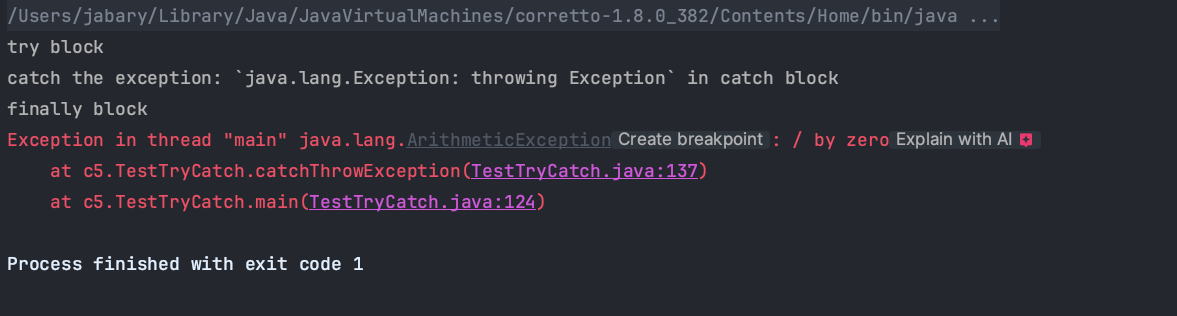 /Users/jabary/Library/Java/JavaVirtualMachines/corretto-1.8.0_382/Contents/Home/bin/java ...
try block
catch the exception: `java.lang.Exception: throwing Exception` in catch block
finally block
Exception in thread "main" java.lang.ArithmeticException Create breakpoint : / by zero Explain with AI
    at c5.TestTryCatch.catchThrowException(TestTryCatch.java:137)
    at c5.TestTryCatch.main(TestTryCatch.java:124)
Process finished with exit code 1